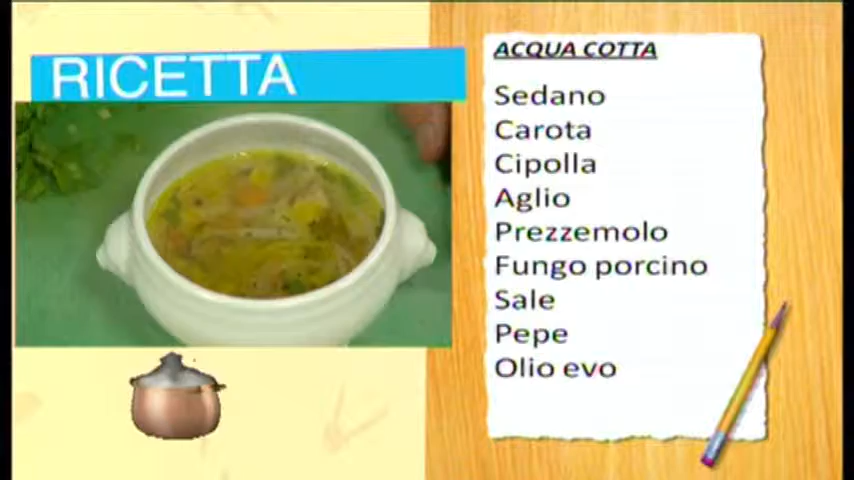 RICETTA
ACQUA COTTA
Sedano
Carota
Cipolla
Aglio
Prezzemolo
Fungo porcino
Sale
Pepe
Olio evo